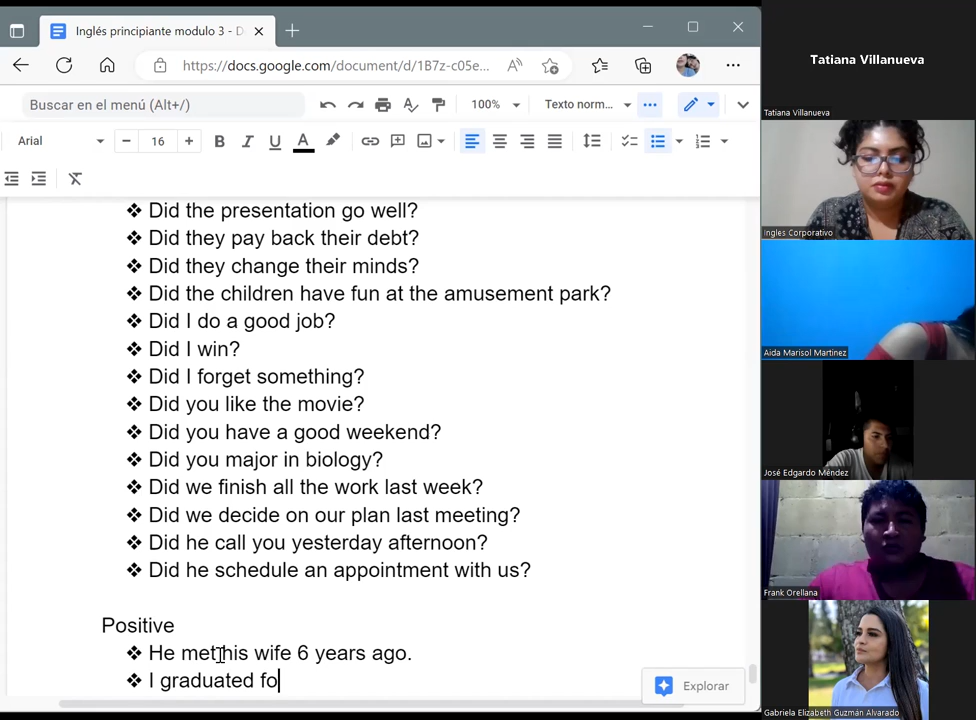 Inglés principiante modulo 3 - D
https://docs.google.com/document/d/1B7z-c05e...
Buscar en el menú (Alt+/)
100%
Texto norm...
Arial
16
Did the presentation go well?
Did they pay back their debt?
Did they change their minds?
Did the children have fun at the amusement park?
Did I do a good job?
Did I win?
Did I forget something?
Did you like the movie?
Did you have a good weekend?
Did you major in biology?
Did we finish all the work last week?
Did we decide on our plan last meeting?
Did he call you yesterday afternoon?
Did he schedule an appointment with us?
Positive
He met his wife 6 years ago.
I graduated fo
Explorar
Tatiana Villanueva
Tatiana Villanueva
Ingles Corporativo
Aida Marisol Martínez
José Edgardo Méndez
Frank Orellana
Gabriela Elizabeth Guzmán Alvarado